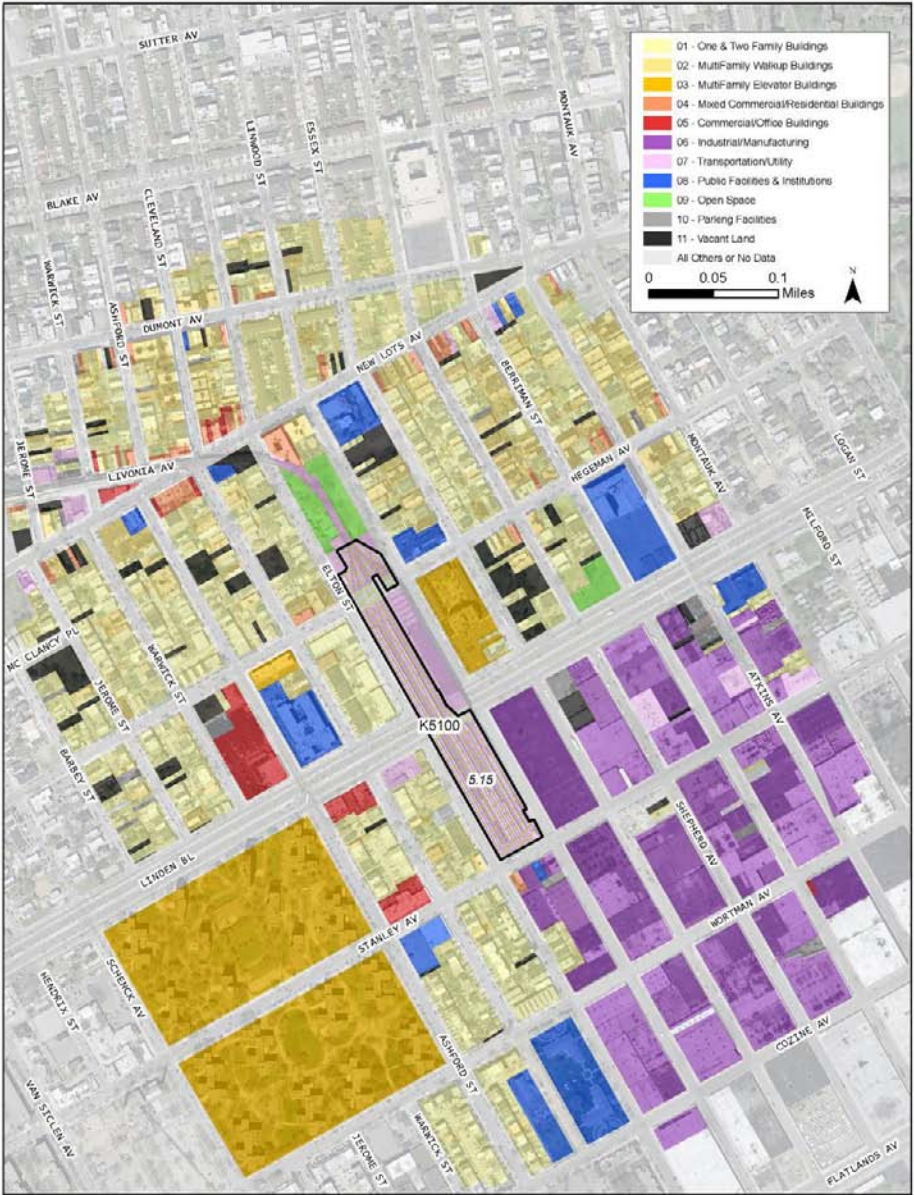 SUTTER AV
01 - One & Two Family Buildings
02 - MultiFamily Walkup Buildings
03 - MultiFamily Elevator Buildings
04 - Mixed Commercial/Residential Buildings
05 - Commercial/Office Buildings
06 - Industrial/Manufacturing
07 - Transportation/Utility
08 - Public Facilities & Institutions
09 - Open Space
10 - Parking Facilities
11 - Vacant Land
All Others or No Data
0 0.05 0.1
Miles
N
MONTAUK AV
LINWOOD ST
ESSEX ST
BLAKE AV
CLEVELAND ST
WARWICK ST
ASHFORD ST
DUMONT AV
NEW LOTS AV
BERRIMAN ST
JEROME ST
LIVONIA AV
HEGEMAN AV
MONTAUK AV
LOGAN ST
MILFORD ST
ELTON ST
MC CLANCY PL
WARWICK ST
JEROME ST
ATKINS AV
BARBEY ST
K5100
5.15
SHEPHERD AV
LINDEN BL
WORTMAN AV
STANLEY AV
SCHENCK AV
HENDRIX ST
COZINE AV
ASHFORD ST
VAN SICLEN AV
WARWICK ST
JEROME ST
FLATLANDS AV